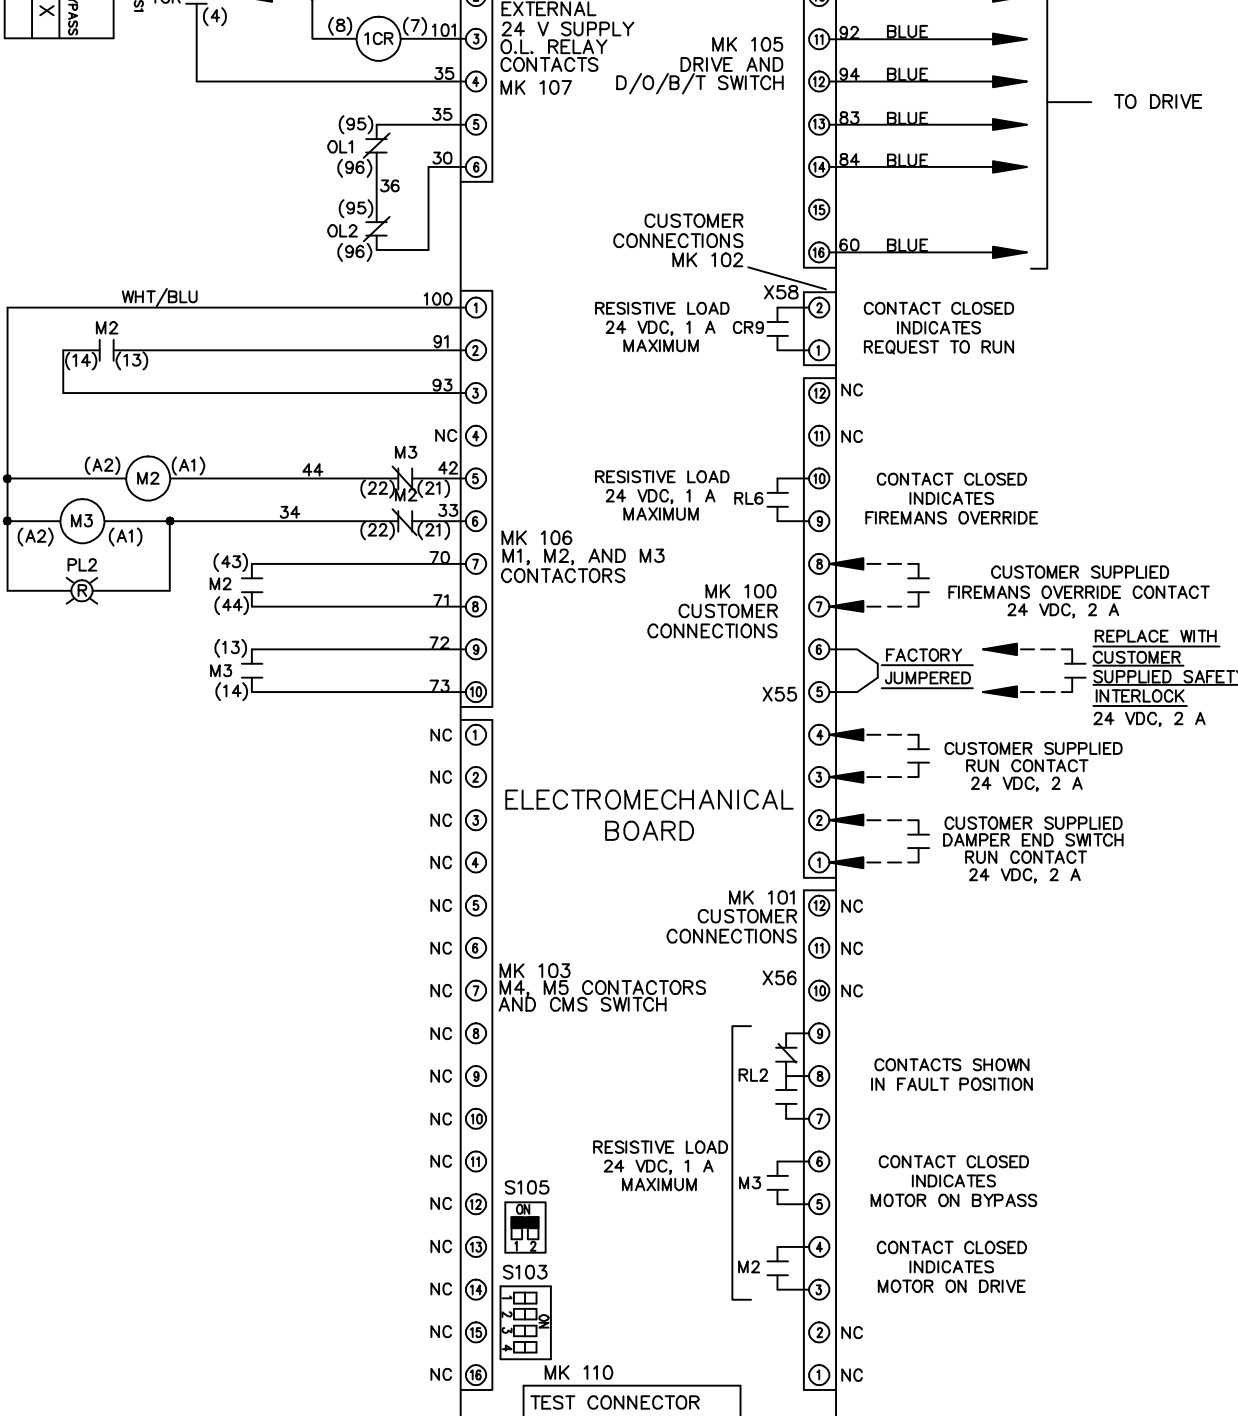 X
YPASS
S1
(4)
(8)
1CR
(7)
101
3
35
4
35
5
(95)
OL1
(96)
30
6
36
(95)
OL2
(96)
EXTERNAL
24 V SUPPLY
O.L. RELAY
CONTACTS
MK 107
MK 105
DRIVE AND
D/O/B/T SWITCH
11
92
BLUE
12
94
BLUE
13
83
BLUE
14
84
BLUE
15
16
60
BLUE
TO DRIVE
CUSTOMER
CONNECTIONS
MK 102
X58
RESISTIVE LOAD
24 VDC, 1 A
MAXIMUM
CR9
2
1
CONTACT CLOSED
INDICATES
REQUEST TO RUN
WHT/BLU
100
1
M2
(14)
(13)
91
2
93
3
NC
4
(A2)
M2
(A1)
44
M3
(22)
(21)
42
5
(A2)
M3
(A1)
34
M2
(22)
(21)
33
6
PL2
R
(43)
M2
(44)
70
7
71
8
(13)
M3
(14)
72
9
73
10
MK 106
M1, M2, AND M3
CONTACTORS
12
NC
11
NC
RESISTIVE LOAD
24 VDC, 1 A
MAXIMUM
RL6
10
9
CONTACT CLOSED
INDICATES
FIREMANS OVERRIDE
MK 100
CUSTOMER
CONNECTIONS
X55
8
7
CUSTOMER SUPPLIED
FIREMANS OVERRIDE CONTACT
24 VDC, 2 A
6
5
FACTORY
JUMPERED
REPLACE WITH
CUSTOMER
SUPPLIED SAFETY
INTERLOCK
24 VDC, 2 A
4
3
CUSTOMER SUPPLIED
RUN CONTACT
24 VDC, 2 A
2
1
CUSTOMER SUPPLIED
DAMPER END SWITCH
RUN CONTACT
24 VDC, 2 A
ELECTROMECHANICAL
BOARD
NC
1
NC
2
NC
3
NC
4
NC
5
NC
6
NC
7
NC
8
NC
9
NC
10
NC
11
NC
12
NC
13
NC
14
NC
15
NC
16
MK 103
M4, M5 CONTACTORS
AND CMS SWITCH
MK 101
CUSTOMER
CONNECTIONS
X56
12
NC
11
NC
10
NC
9
8
7
RL2
CONTACTS SHOWN
IN FAULT POSITION
RESISTIVE LOAD
24 VDC, 1 A
MAXIMUM
6
5
M3
CONTACT CLOSED
INDICATES
MOTOR ON BYPASS
4
3
M2
CONTACT CLOSED
INDICATES
MOTOR ON DRIVE
2
NC
1
NC
S105
ON
1 2
S103
1
2
3
4
ON
MK 110
TEST CONNECTOR